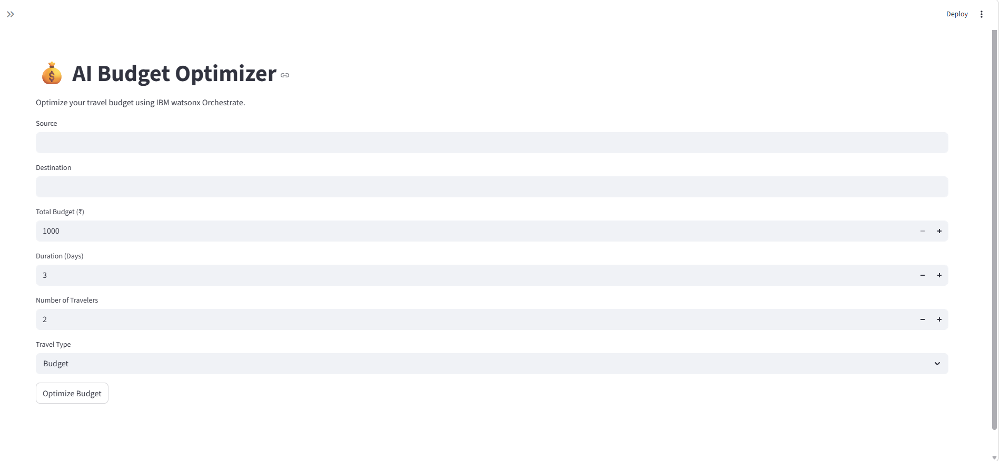 Deploy
AI Budget Optimizer
Optimize your travel budget using IBM watsonx Orchestrate.
Source
Destination
Total Budget (₹)
1000
Duration (Days)
3
Number of Travelers
2
Travel Type
Budget
Optimize Budget